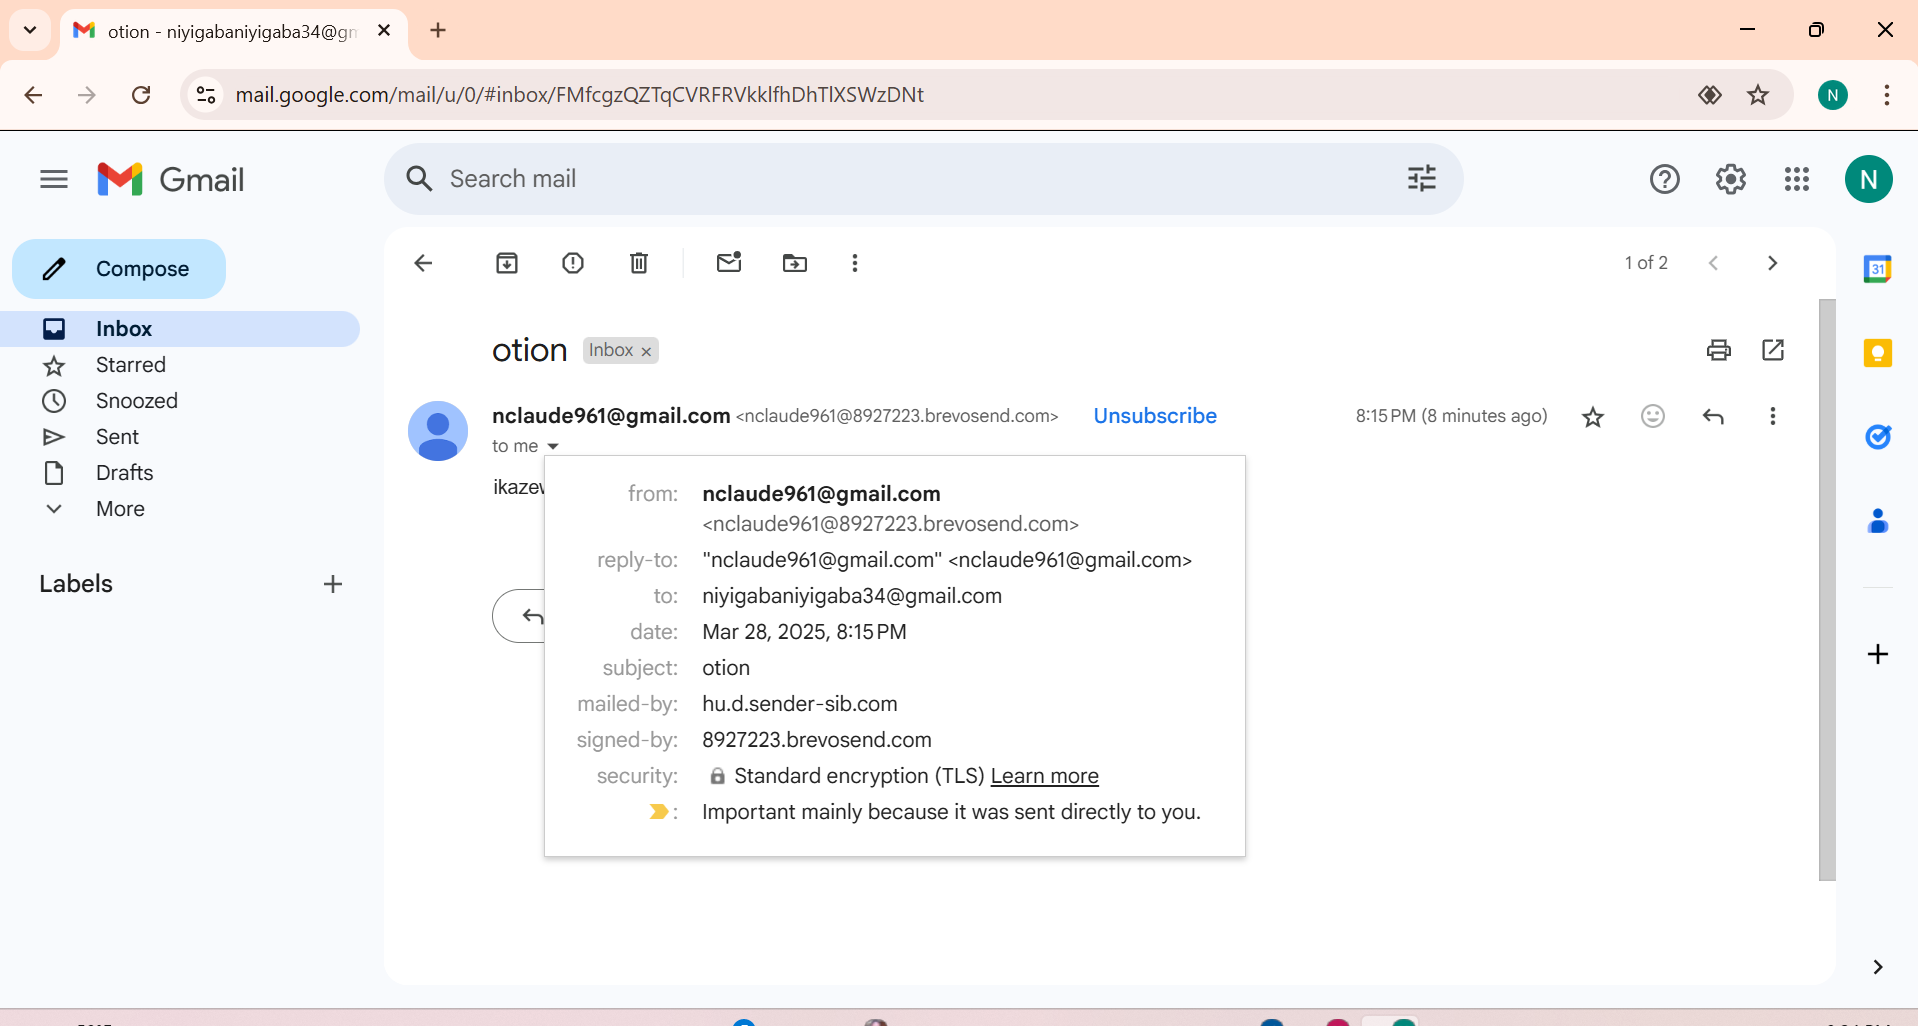 otion - niyigabaniyigaba34@gm
mail.google.com/mail/u/0/#inbox/FMfcgzQZTqCVRFRVkklfhDhTlXSWzDNt
N
Gmail
Search mail
N
Compose
Inbox
Starred
Snoozed
Sent
Drafts
More
Labels
1 of 2
31
otion
Inbox ×
nclaude961@gmail.com <nclaude961@8927223.brevosend.com> Unsubscribe 8:15 PM (8 minutes ago)
to me
from: nclaude961@gmail.com
<nclaude961@8927223.brevosend.com>
reply-to: "nclaude961@gmail.com" <nclaude961@gmail.com>
to: niyigabaniyigaba34@gmail.com
date: Mar 28, 2025, 8:15 PM
subject: otion
mailed-by: hu.d.sender-sib.com
signed-by: 8927223.brevosend.com
security: Standard encryption (TLS) Learn more
: Important mainly because it was sent directly to you.